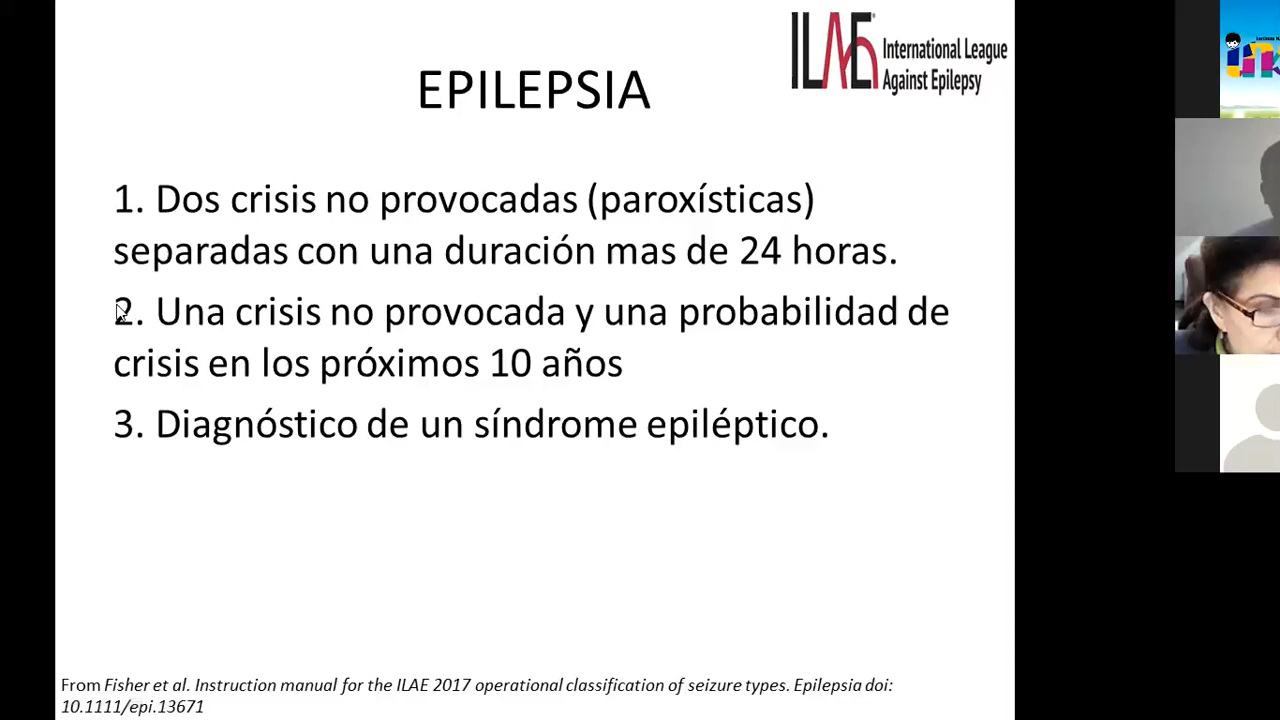 ILAE International League
Against Epilepsy
EPILEPSIA
1. Dos crisis no provocadas (paroxísticas)
separadas con una duración mas de 24 horas.
2. Una crisis no provocada y una probabilidad de
crisis en los próximos 10 años
3. Diagnóstico de un síndrome epiléptico.
From Fisher et al. Instruction manual for the ILAE 2017 operational classification of seizure types. Epilepsia doi:
10.1111/epi.13671